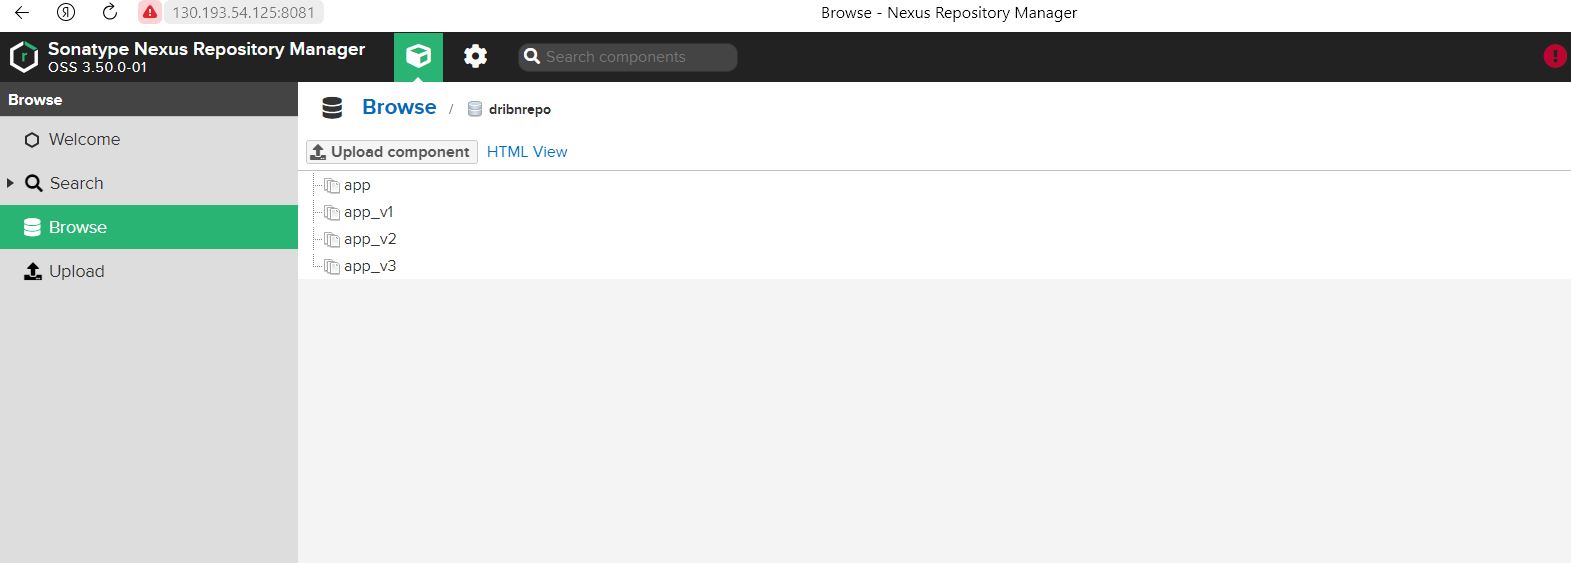 Я 130.193.54.125:8081 Browse - Nexus Repository Manager
Sonatype Nexus Repository Manager
OSS 3.50.0-01
Search components
Browse
Browse / dribnrepo
Welcome
Upload component HTML View
Search
app
app_v1
Browse
app_v2
app_v3
Upload